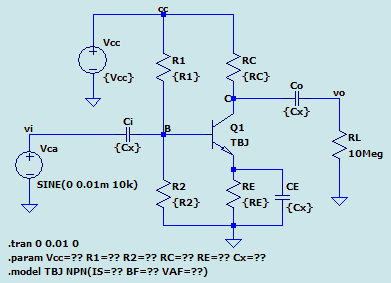 cc
Vcc
{Vcc}
R1
{R1}
RC
{RC}
C
Co
{Cx}
vo
vi
Ci
{Cx}
B
Q1
TBJ
RL
10Meg
Vca
SINE(0 0.01m 10k)
R2
{R2}
RE
{RE}
CE
{Cx}
.tran 0 0.01 0
.param Vcc=?? R1=?? R2=?? RC=?? RE=?? Cx=??
.model TBJ NPN(IS=?? BF=?? VAF=??)